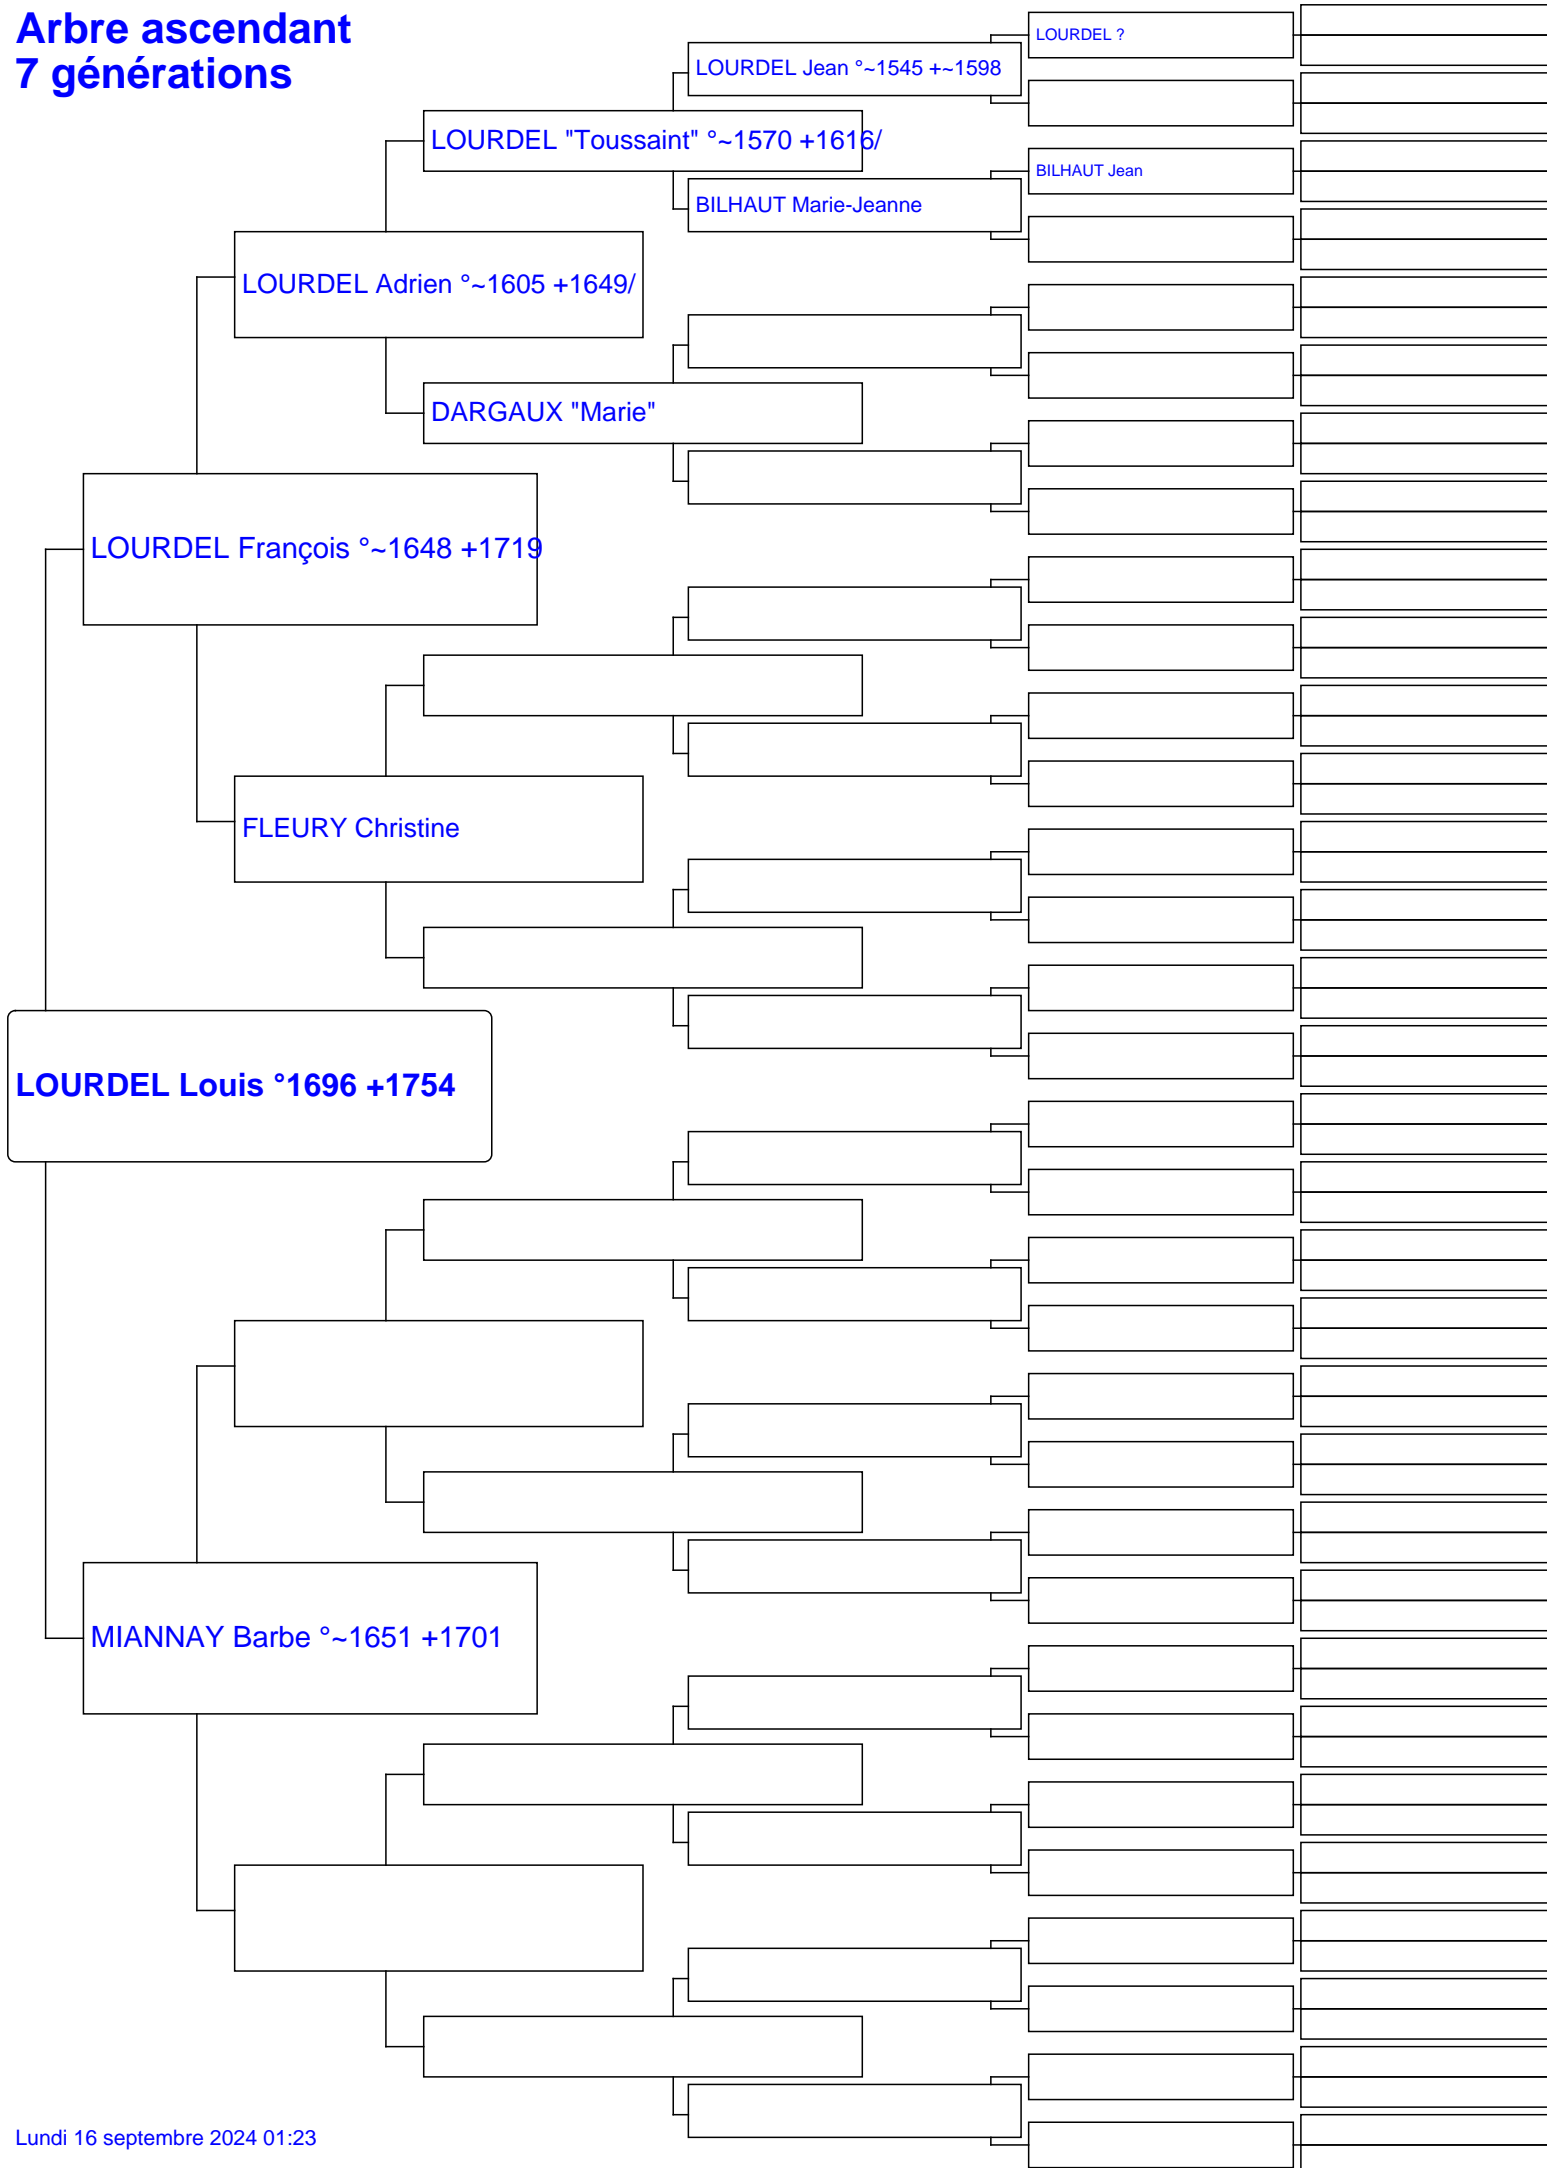 Arbre ascendant
7 générations
LOURDEL ?
LOURDEL Jean °~1545 +~1598
LOURDEL "Toussaint" °~1570 +1616/
BILHAUT Jean
BILHAUT Marie-Jeanne
LOURDEL Adrien °~1605 +1649/
DARGAUX "Marie"
LOURDEL François °~1648 +1719
FLEURY Christine
LOURDEL Louis °1696 +1754
MIANNAY Barbe °~1651 +1701
Lundi 16 septembre 2024 01:23